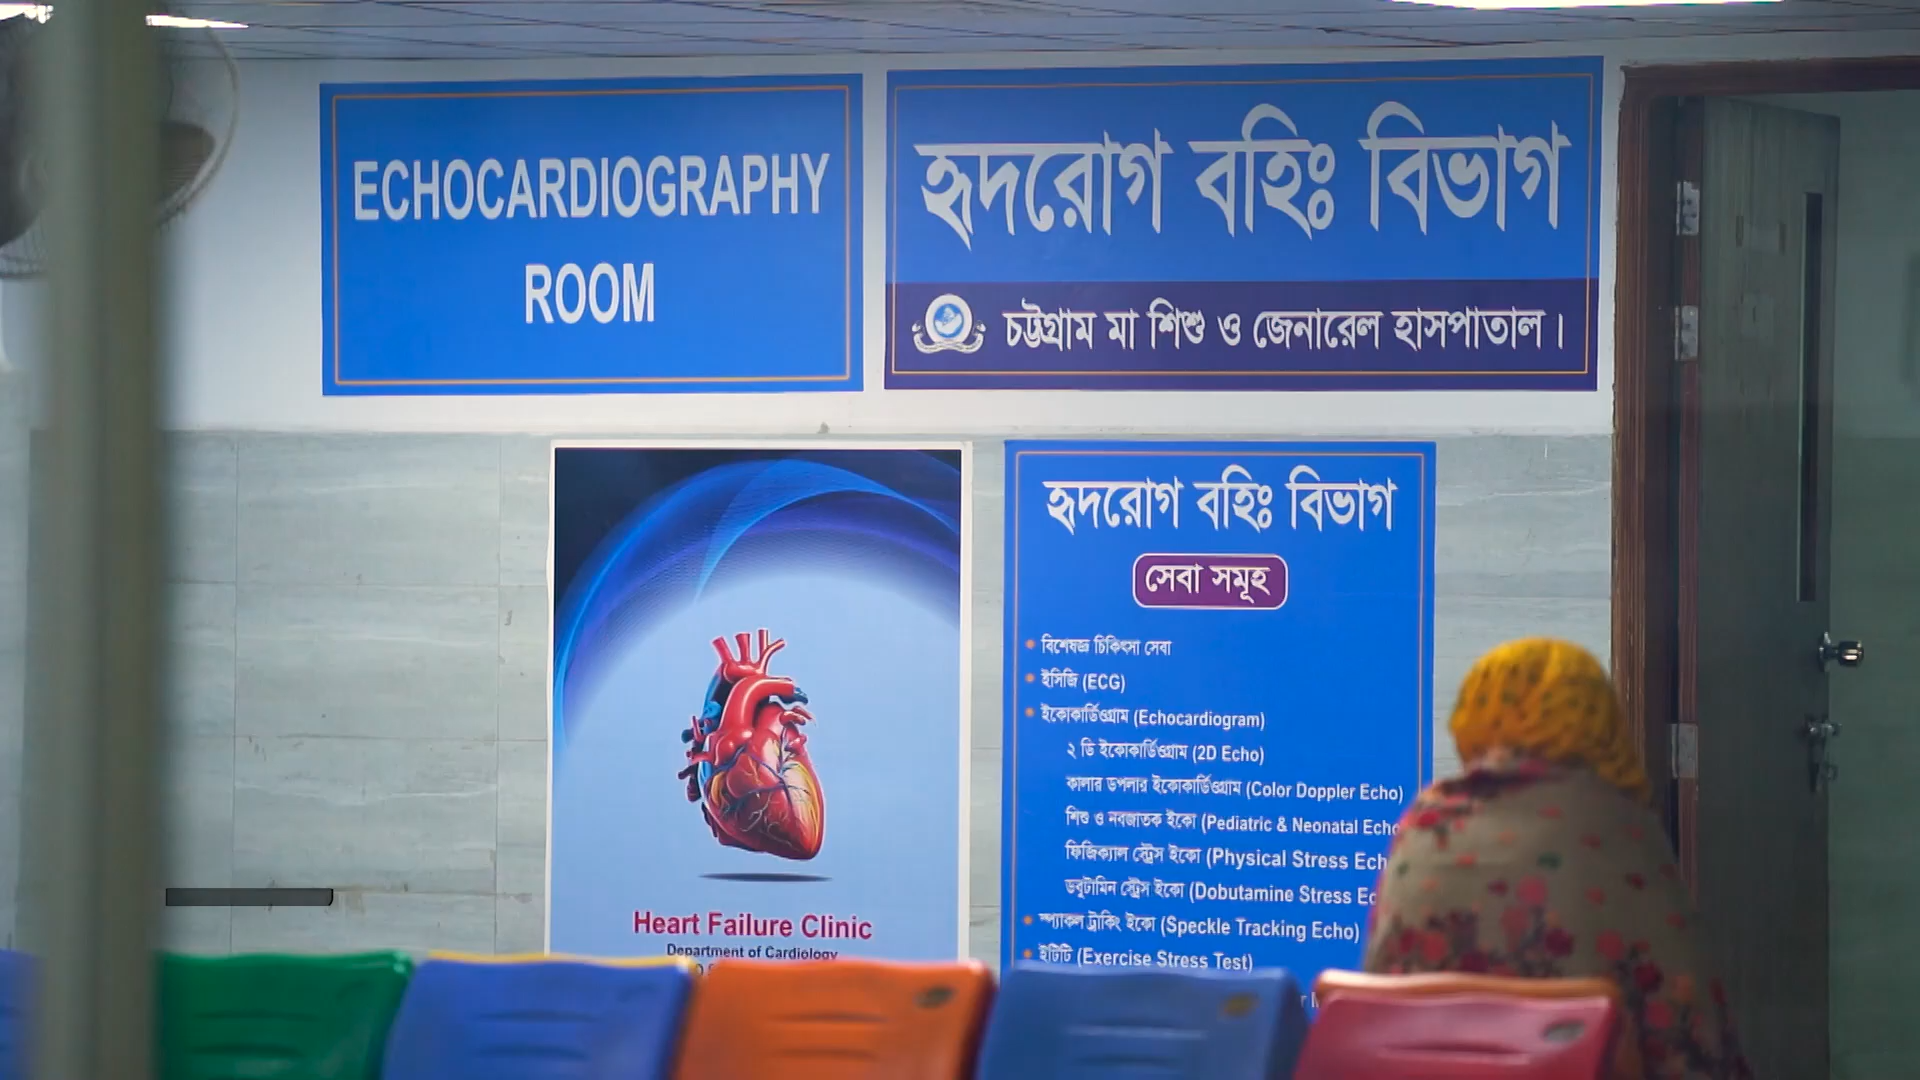 ECHOCARDIOGRAPHY
ROOM
হৃদরোগ বহিঃ বিভাগ
চট্টগ্রাম মা শিশু ও জেনারেল হাসপাতাল।
Heart Failure Clinic
Department of Cardiology
হৃদরোগ বহিঃ বিভাগ
সেবা সমূহ
বিশেষজ্ঞ চিকিৎসা সেবা
ইসিজি (ECG)
ইকোকার্ডিওগ্রাম (Echocardiogram)
২ ডি ইকোকার্ডিওগ্রাম (2D Echo)
কালার ডপলার ইকোকার্ডিওগ্রাম (Color Doppler Echo)
শিশু ও নবজাতক ইকো (Pediatric & Neonatal Echo
ফিজিক্যাল স্ট্রেস ইকো (Physical Stress Ech
ডবুটামিন স্ট্রেস ইকো (Dobutamine Stress Ec
স্প্যাকল ট্রাকিং ইকো (Speckle Tracking Echo)
ইটিটি (Exercise Stress Test)